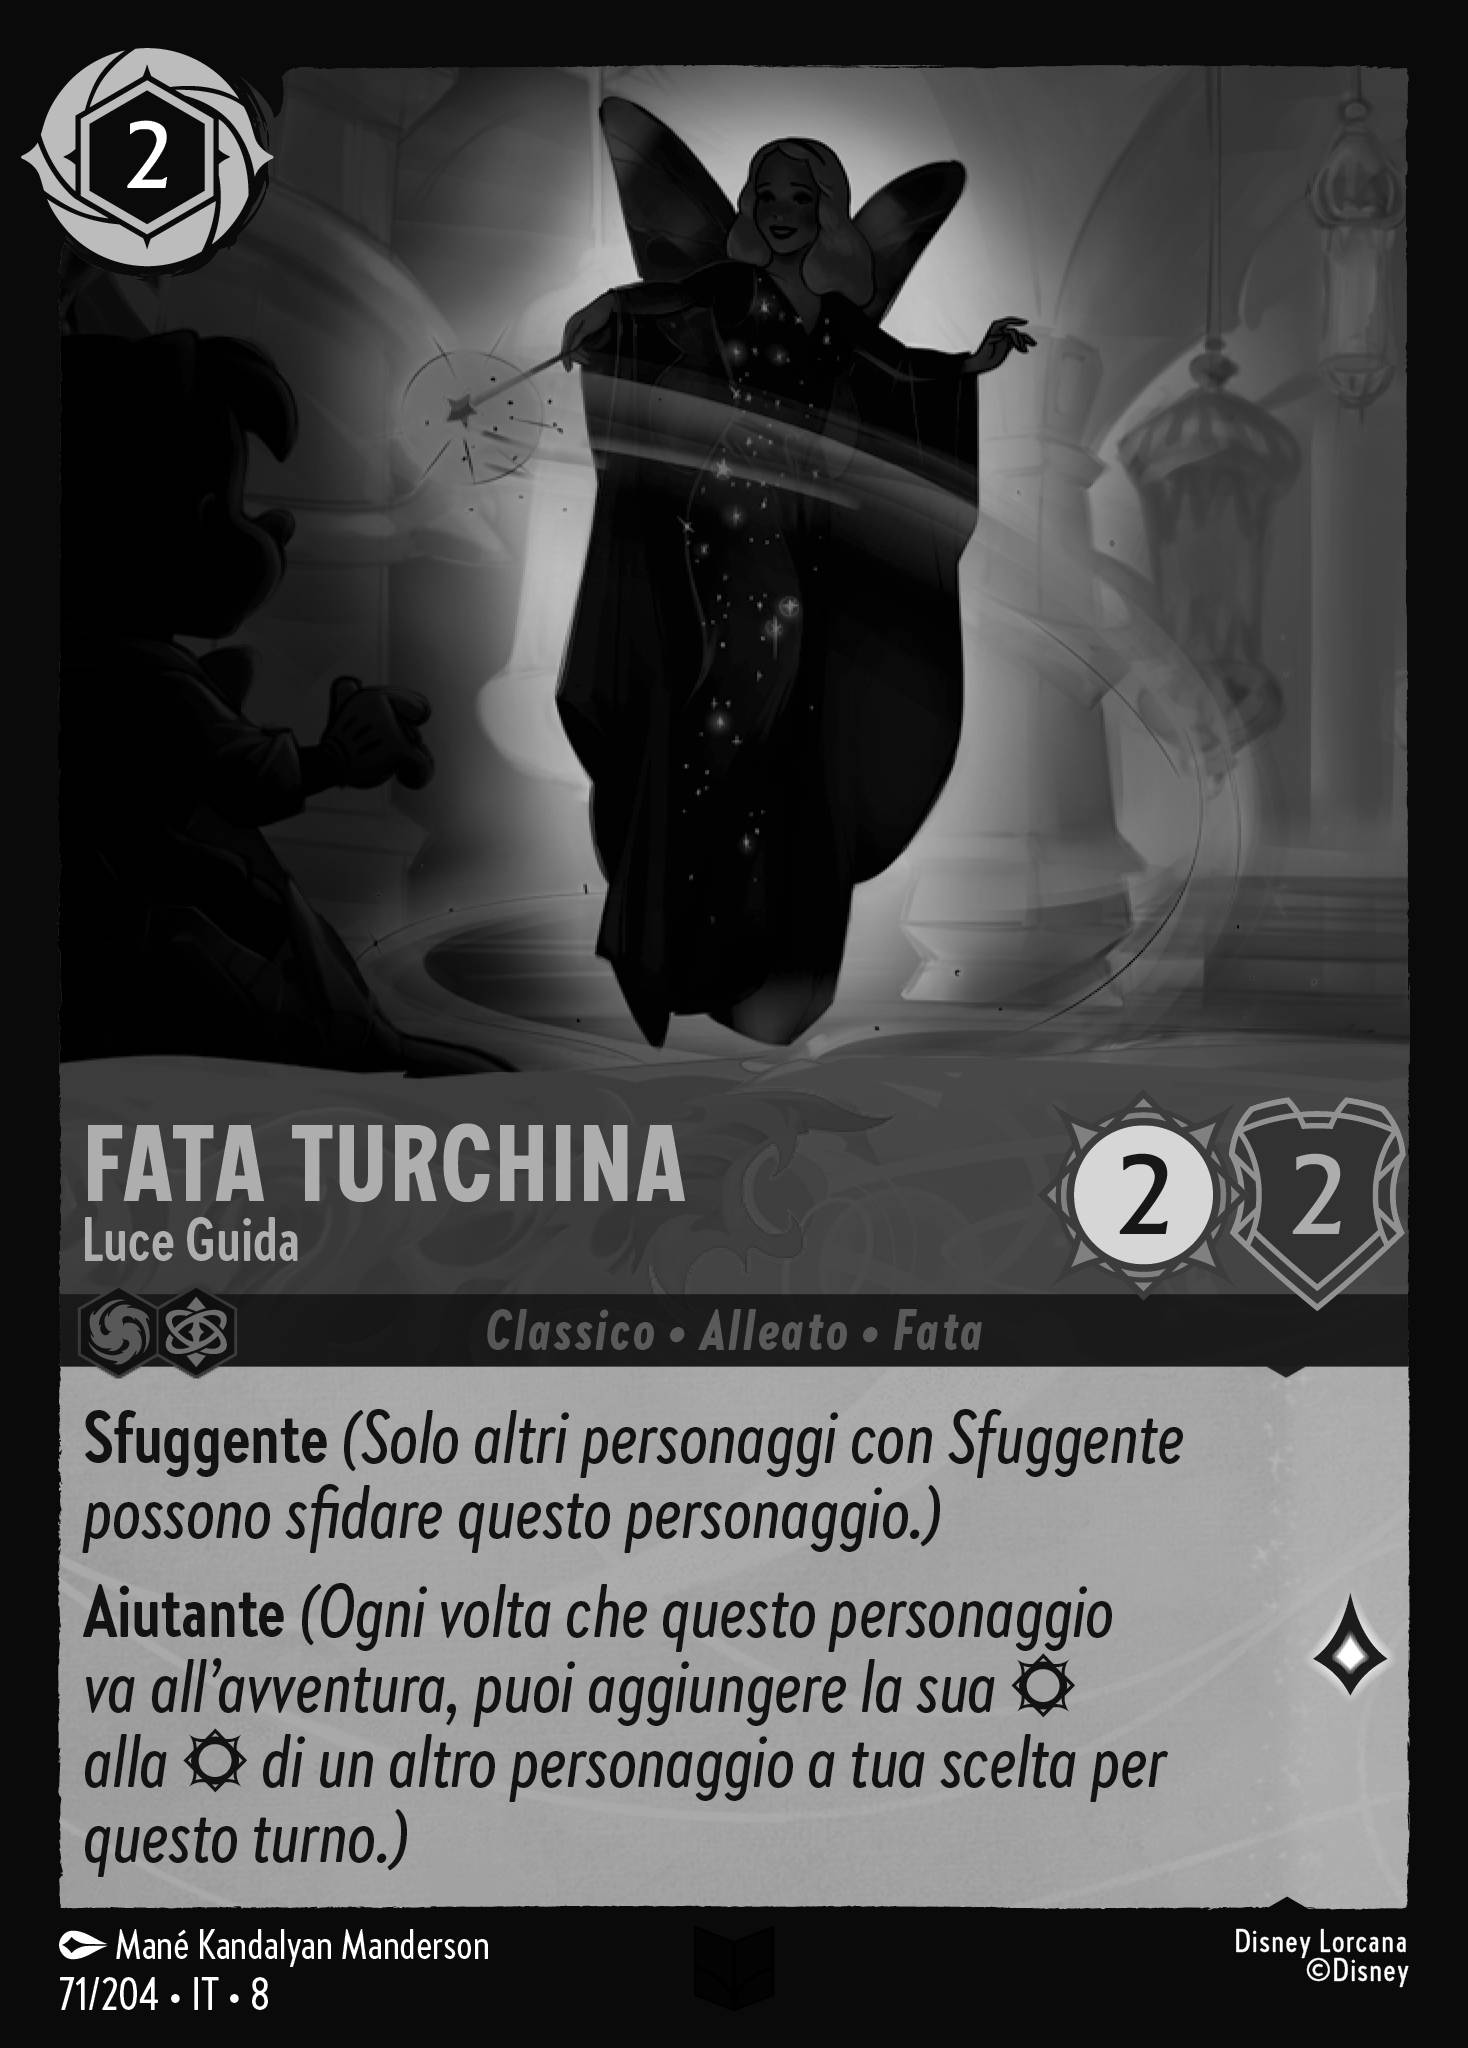 2
FATA TURCHINA
Luce Guida
2 2
Classico • Alleato • Fata
Sfuggente (Solo altri personaggi con Sfuggente
possono sfidare questo personaggio.)
Aiutante (Ogni volta che questo personaggio
va all'avventura, puoi aggiungere la sua
alla di un altro personaggio a tua scelta per
questo turno.)
Mané Kandalyan Manderson
71/204 • IT • 8
Disney Lorcana
©Disney